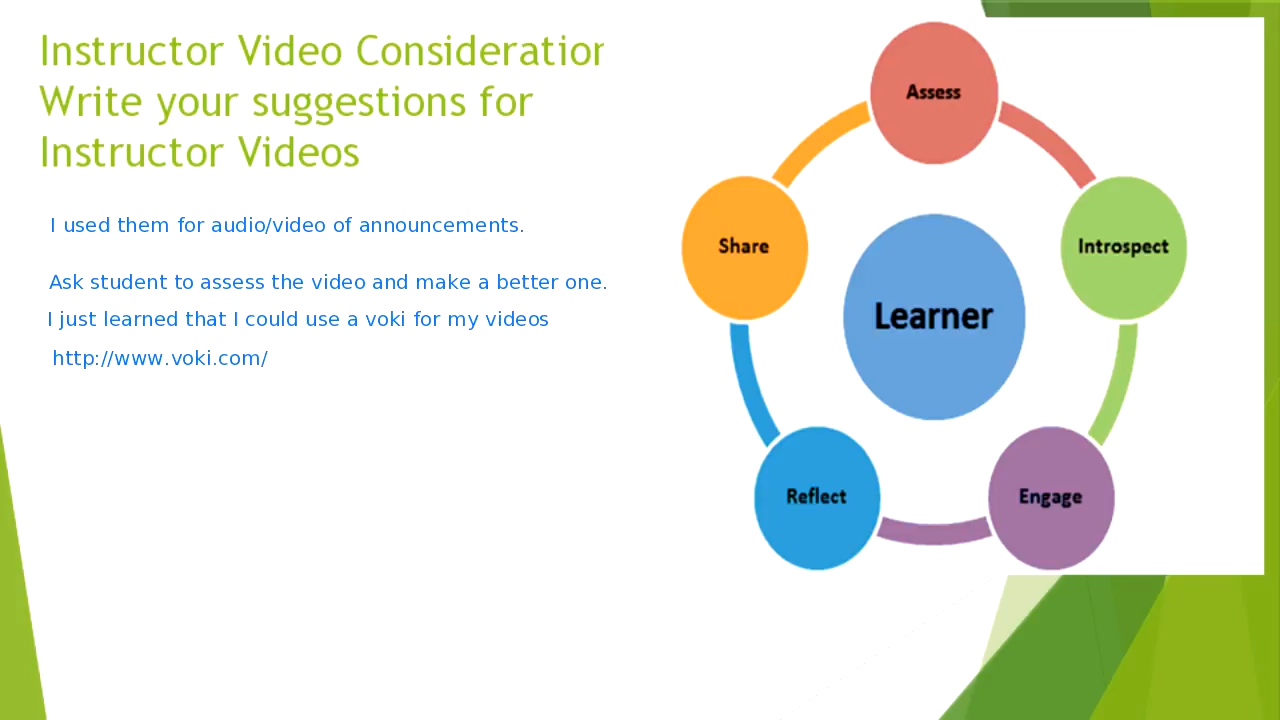 Instructor Video Consideration
Write your suggestions for
Instructor Videos
I used them for audio/video of announcements.
Ask student to assess the video and make a better one.
I just learned that I could use a voki for my videos
http://www.voki.com/
Assess
Share
Introspect
Learner
Reflect
Engage